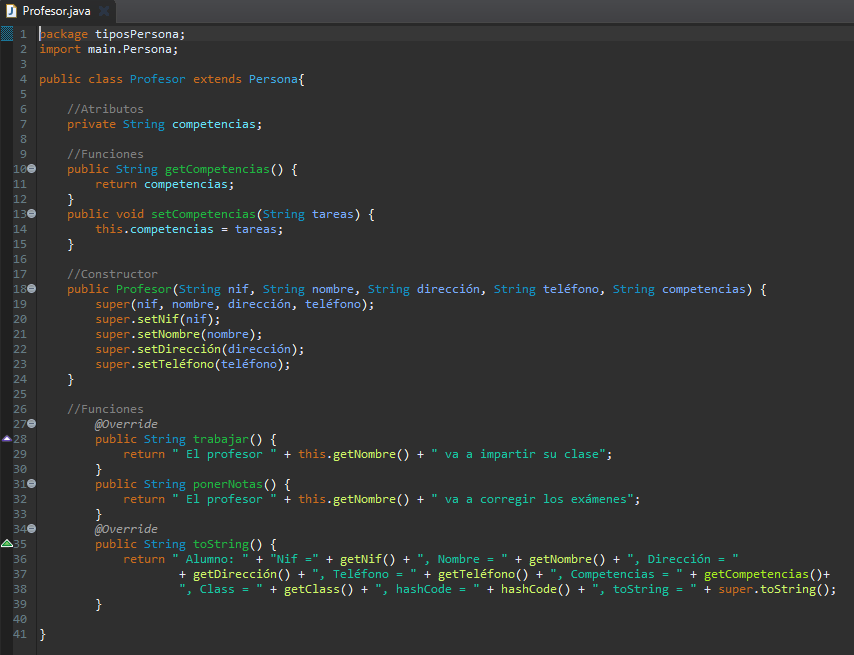 Profesor.java
1 package tiposPersona;
2 import main.Persona;
3
4 public class Profesor extends Persona{
5
6     //Atributos
7     private String competencias;
8
9     //Funciones
10     public String getCompetencias() {
11         return competencias;
12     }
13     public void setCompetencias(String tareas) {
14         this.competencias = tareas;
15     }
16
17     //Constructor
18     public Profesor(String nif, String nombre, String dirección, String teléfono, String competencias) {
19         super(nif, nombre, dirección, teléfono);
20         super.setNif(nif);
21         super.setNombre(nombre);
22         super.setDirección(dirección);
23         super.setTeléfono(teléfono);
24     }
25
26     //Funciones
27         @Override
28         public String trabajar() {
29             return " El profesor " + this.getNombre() + " va a impartir su clase";
30         }
31         public String ponerNotas() {
32             return " El profesor " + this.getNombre() + " va a corregir los exámenes";
33         }
34         @Override
35         public String toString() {
36             return " Alumno: " + "Nif =" + getNif() + ", Nombre = " + getNombre() + ", Dirección = "
37                     + getDirección() + ", Teléfono = " + getTeléfono() + ", Competencias = " + getCompetencias()+
38                     ", Class = " + getClass() + ", hashCode = " + hashCode() + ", toString = " + super.toString();
39         }
40
41 }